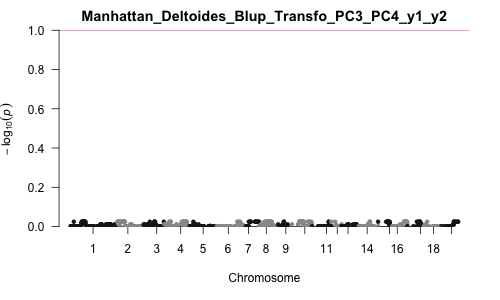 Manhattan_Deltoides_Blup_Transfo_PC3_PC4_y1_y2
1.0
0.8
0.6
0.4
0.2
0.0
− log10(p)
1 2 3 4 5 6 7 8 9 11 14 16 18
Chromosome